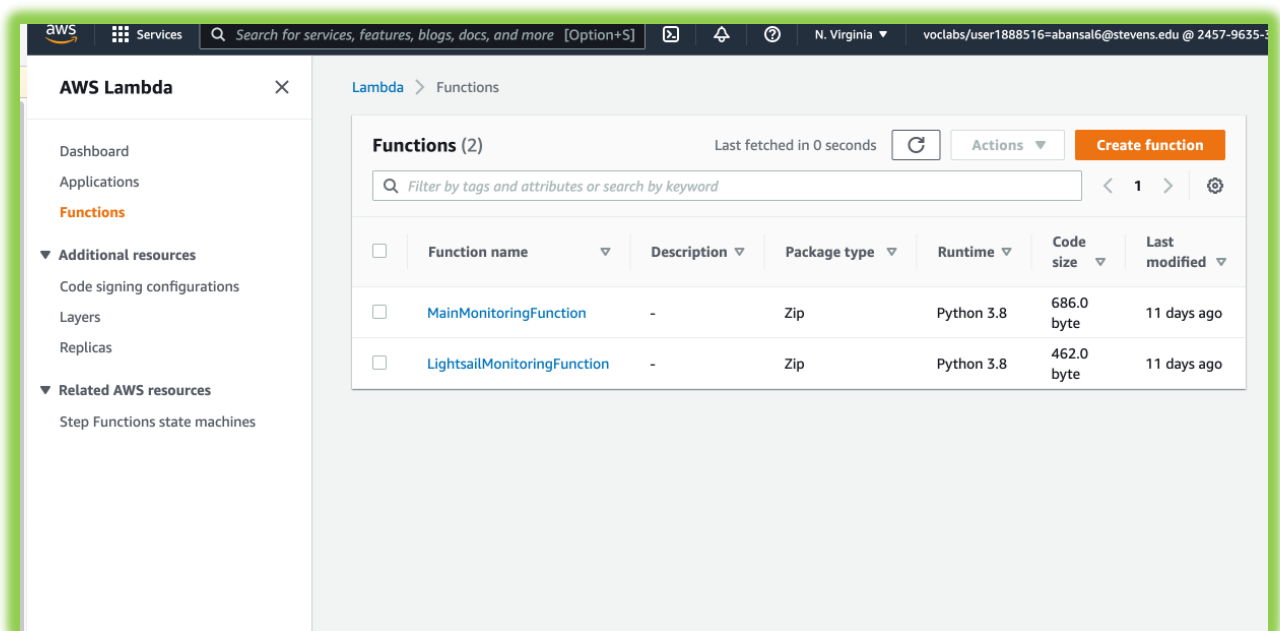 aws
Services
Search for services, features, blogs, docs, and more [Option+S]
N. Virginia
voclabs/user1888516=abansal6@stevens.edu @ 2457-9635-
AWS Lambda
Dashboard
Applications
Functions
Additional resources
Code signing configurations
Layers
Replicas
Related AWS resources
Step Functions state machines
Lambda > Functions
Functions (2)
Last fetched in 0 seconds
Actions
Create function
Filter by tags and attributes or search by keyword
1
Function name
Description
Package type
Runtime
Code size
Last modified
MainMonitoringFunction - Zip Python 3.8 686.0 byte 11 days ago
LightsailMonitoringFunction - Zip Python 3.8 462.0 byte 11 days ago